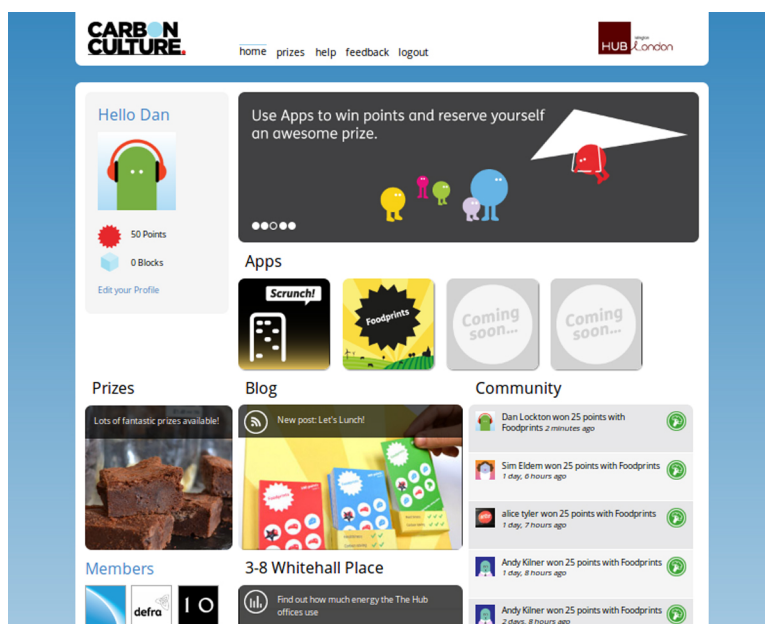 CARBON
CULTURE.
home prizes help feedback logout
HUB
islington
London
Hello Dan
50 Points
0 Blocks
Edit your Profile
Use Apps to win points and reserve yourself
an awesome prize.
Apps
Scrunch!
Foodprints
Coming
soon...
Coming
soon...
Prizes
Lots of fantastic prizes available!
Blog
New post: Let's Lunch!
Foodprints
Foodprints
Foodprints
Community
Dan Lockton won 25 points with
Foodprints 2 minutes ago
Sim Eldem won 25 points with Foodprints
1 day, 6 hours ago
alice tyler won 25 points with Foodprints
1 day, 7 hours ago
Andy Kilner won 25 points with Foodprints
1 day, 8 hours ago
Andy Kilner won 25 points with Foodprints
2 days, 8 hours ago
Members
defra
10
3-8 Whitehall Place
Find out how much energy the The Hub
offices use